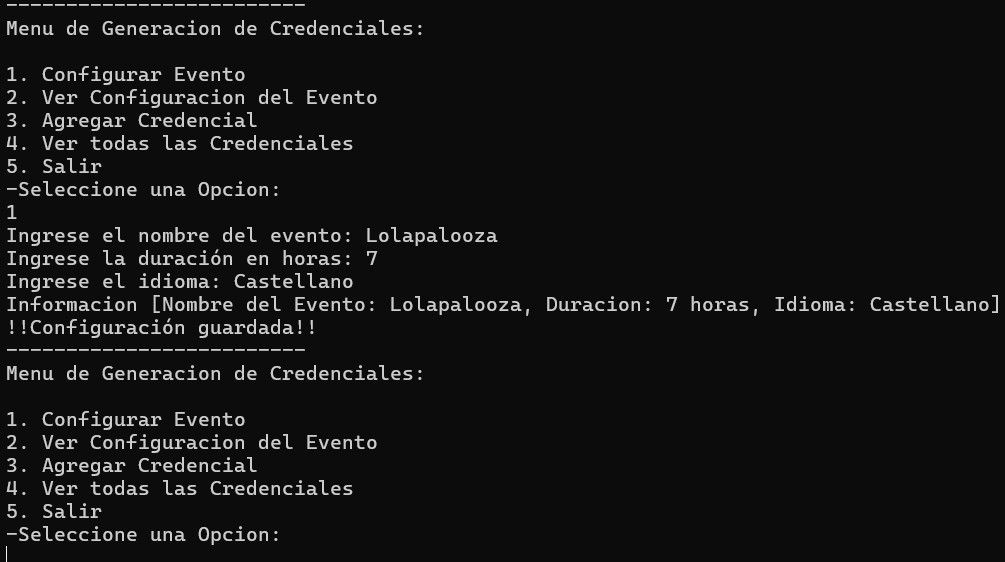 -------------------------
Menu de Generacion de Credenciales:
1. Configurar Evento
2. Ver Configuracion del Evento
3. Agregar Credencial
4. Ver todas las Credenciales
5. Salir
-Seleccione una Opcion:
1
Ingrese el nombre del evento: Lolapalooza
Ingrese la duración en horas: 7
Ingrese el idioma: Castellano
Informacion [Nombre del Evento: Lolapalooza, Duracion: 7 horas, Idioma: Castellano]
!!Configuración guardada!!
-------------------------
Menu de Generacion de Credenciales:
1. Configurar Evento
2. Ver Configuracion del Evento
3. Agregar Credencial
4. Ver todas las Credenciales
5. Salir
-Seleccione una Opcion: